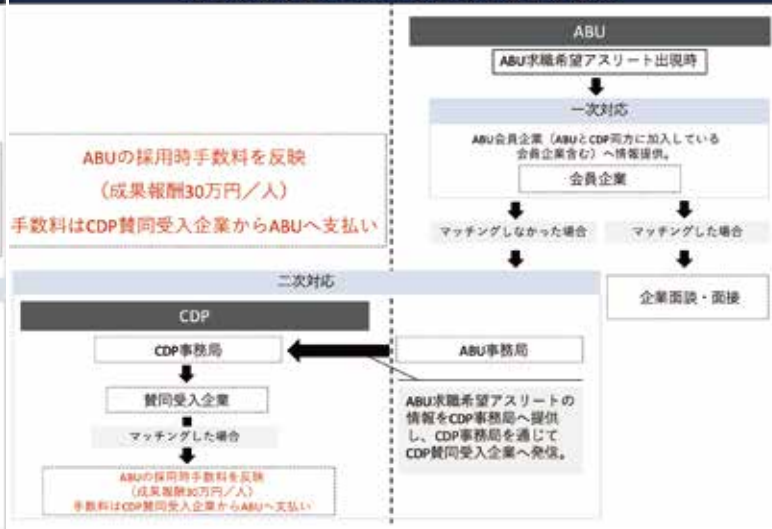 ABU
ABU求職希望アスリート出現時
一次対応
ABU会員企業（ABUとCDP両方に加入している
会員企業含む）へ情報提供。
会員企業
マッチングしなかった場合
マッチングした場合
企業面談・面接
ABUの採用時手数料を反映
（成果報酬30万円／人）
手数料はCDP賛同受入企業からABUへ支払い
二次対応
CDP
CDP事務局
ABU事務局
賛同受入企業
マッチングした場合
ABU求職希望アスリートの
情報をCDP事務局へ提供
し、CDP事務局を通じて
CDP賛同受入企業へ発信。
ABUの採用時手数料を反映
（成果報酬30万円／人）
手数料はCDP賛同受入企業からABUへ支払い